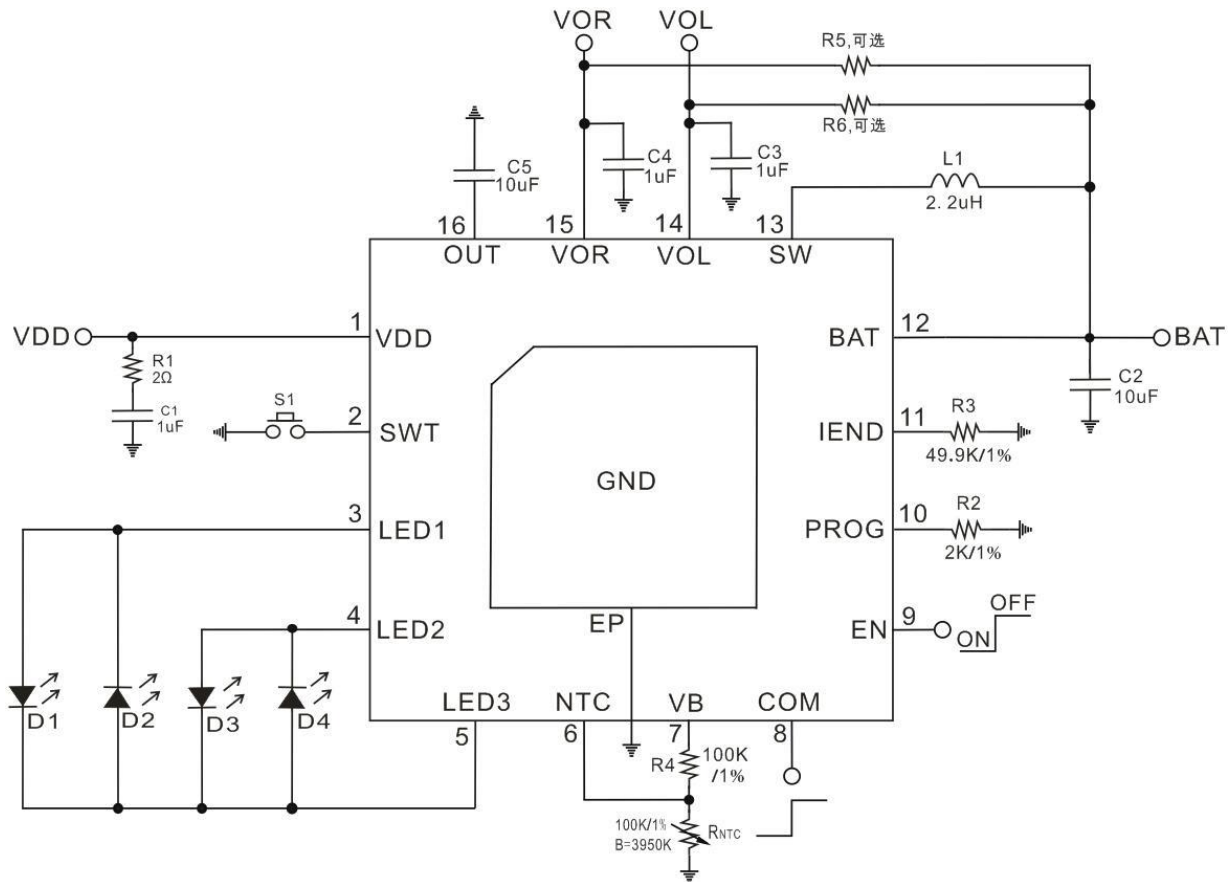 VOR
VOL
R5,可选
R6,可选
C5
10uF
C4
1uF
C3
1uF
L1
2.2uH
16
15
14
13
OUT
VOR
VOL
SW
VDD
1
VDD
BAT
12
BAT
R1
2Ω
C1
1uF
S1
2
SWT
C2
10uF
IEND
11
R3
49.9K/1%
GND
3
LED1
PROG
10
R2
2K/1%
4
LED2
EP
EN
9
ON
OFF
D1
D2
D3
D4
LED3
NTC
VB
COM
5
6
7
8
R4
100K
/1%
100K/1%
B=3950K
RNTC